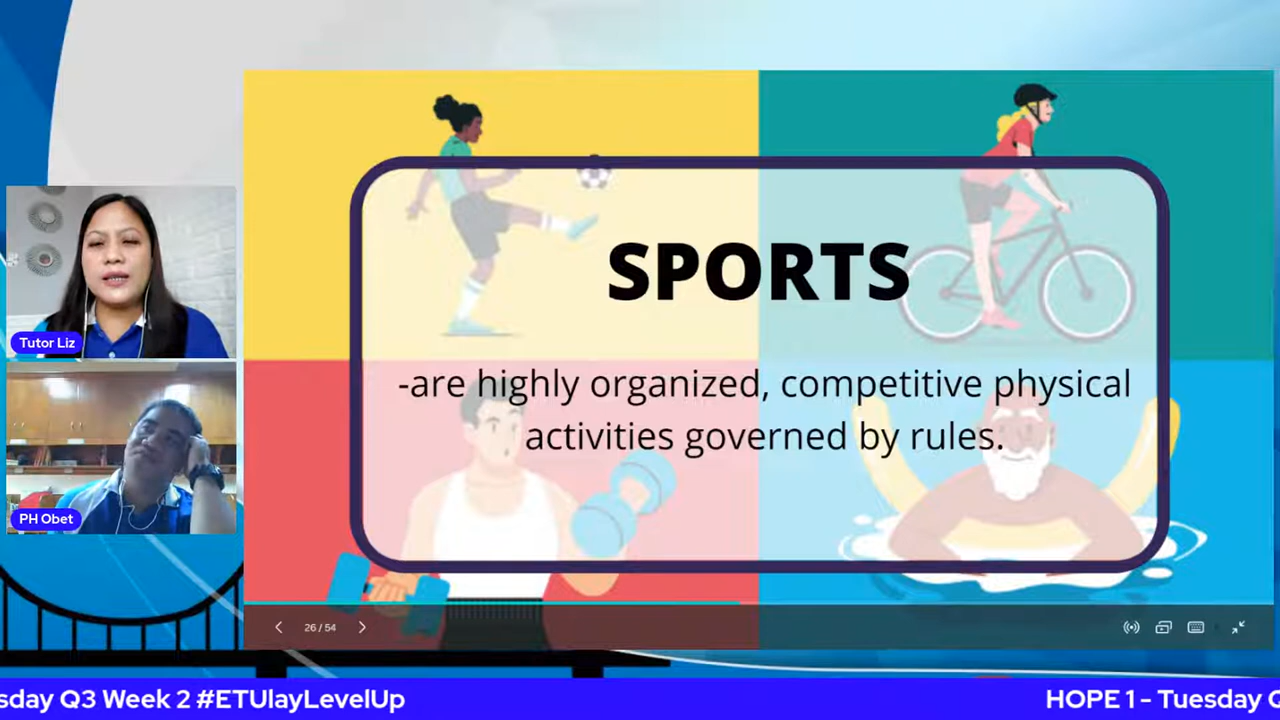 SPORTS
-are highly organized, competitive physical
activities governed by rules.
Tutor Liz
PH Obet
26 / 54
sday Q3 Week 2 #ETUlayLevelUp
HOPE 1 - Tuesday Q